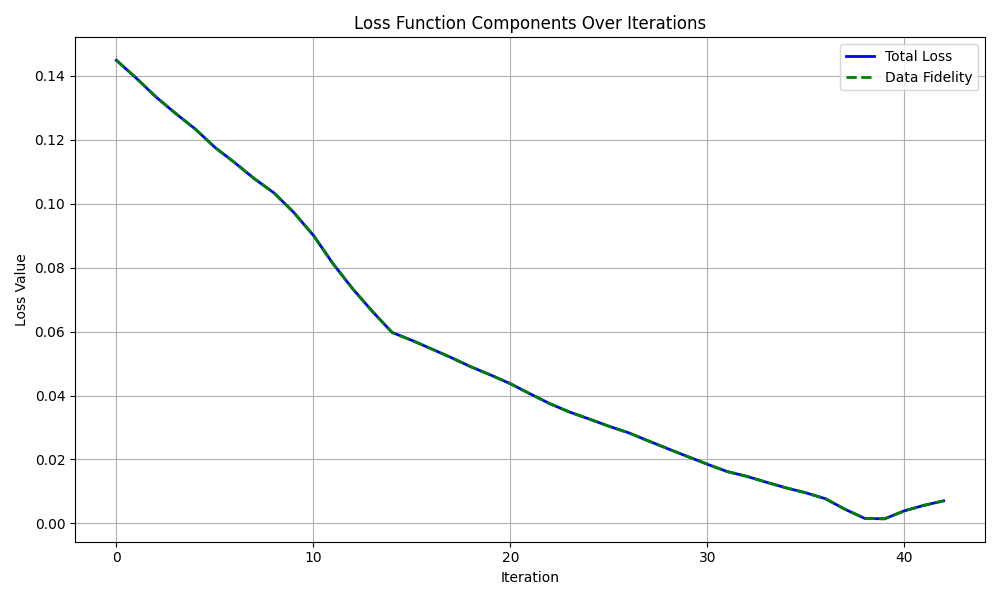 Loss Function Components Over Iterations
Total Loss
Data Fidelity
Loss Value
0.14
0.12
0.10
0.08
0.06
0.04
0.02
0.00
0 10 20 30 40
Iteration